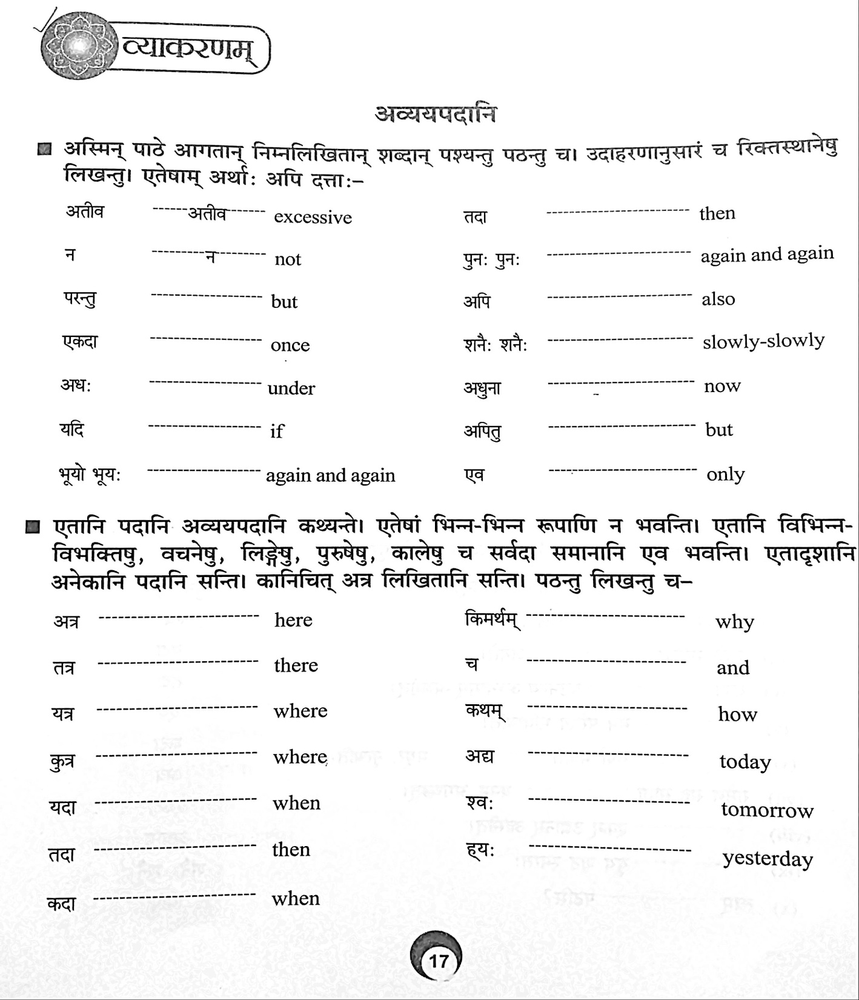 व्याकरणम्
अव्ययपदानि
अस्मिन् पाठे आगतान् निम्नलिखितान् शब्दान् पश्यन्तु पठन्तु च। उदाहरणानुसारं च रिक्तस्थानेषु
लिखन्तु। एतेषाम् अर्थाः अपि दत्ताः–
अतीव ------अतीव------- excessive तदा ------------------------- then
न ----------न--------- not पुनः पुनः ------------------------- again and again
परन्तु -------------------- but अपि ------------------------- also
एकदा -------------------- once शनैः शनैः ------------------------- slowly-slowly
अधः -------------------- under अधुना ------------------------- now
यदि -------------------- if अपितु ------------------------- but
भूयो भूयः -------------------- again and again एव ------------------------- only
एतानि पदानि अव्ययपदानि कथ्यन्ते। एतेषां भिन्न-भिन्न रूपाणि न भवन्ति। एतानि विभिन्न-
विभक्तिषु, वचनेषु, लिङ्गेषु, पुरुषेषु, कालेषु च सर्वदा समानानि एव भवन्ति। एतादृशानि
अनेकानि पदानि सन्ति। कानिचित् अत्र लिखितानि सन्ति। पठन्तु लिखन्तु च–
अत्र ---------------------------- here किमर्थम् ---------------------------- why
तत्र ---------------------------- there च ---------------------------- and
यत्र ---------------------------- where कथम् ---------------------------- how
कुत्र ---------------------------- where अद्य ---------------------------- today
यदा ---------------------------- when श्वः ---------------------------- tomorrow
तदा ---------------------------- then ह्यः ---------------------------- yesterday
कदा ---------------------------- when
17